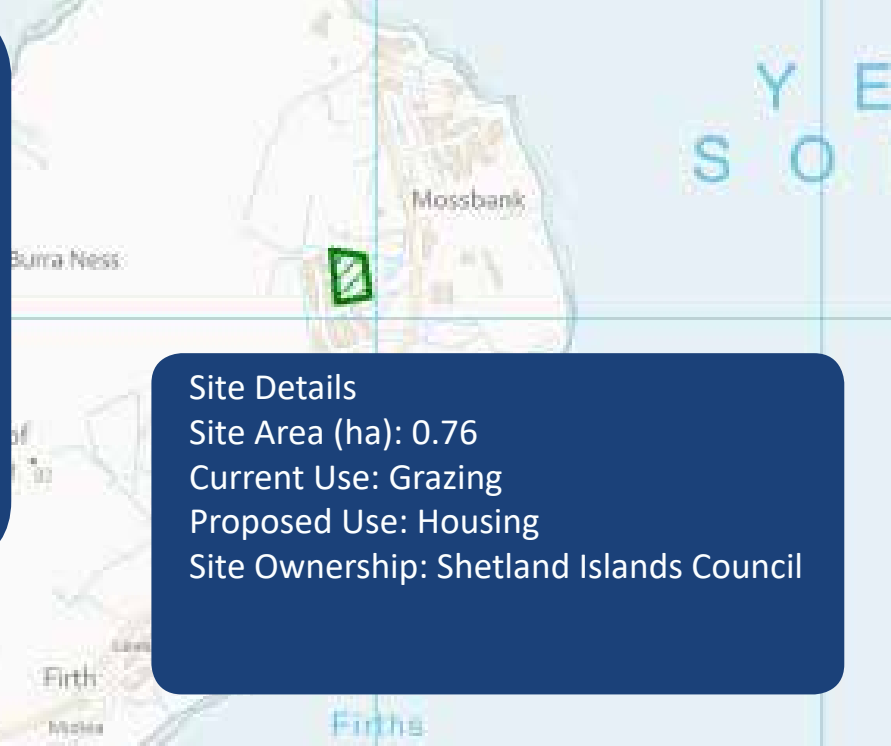 Y E
S O
Mossbank
Burra Ness
Site Details
Site Area (ha): 0.76
Current Use: Grazing
Proposed Use: Housing
Site Ownership: Shetland Islands Council
of
Firth
Firths